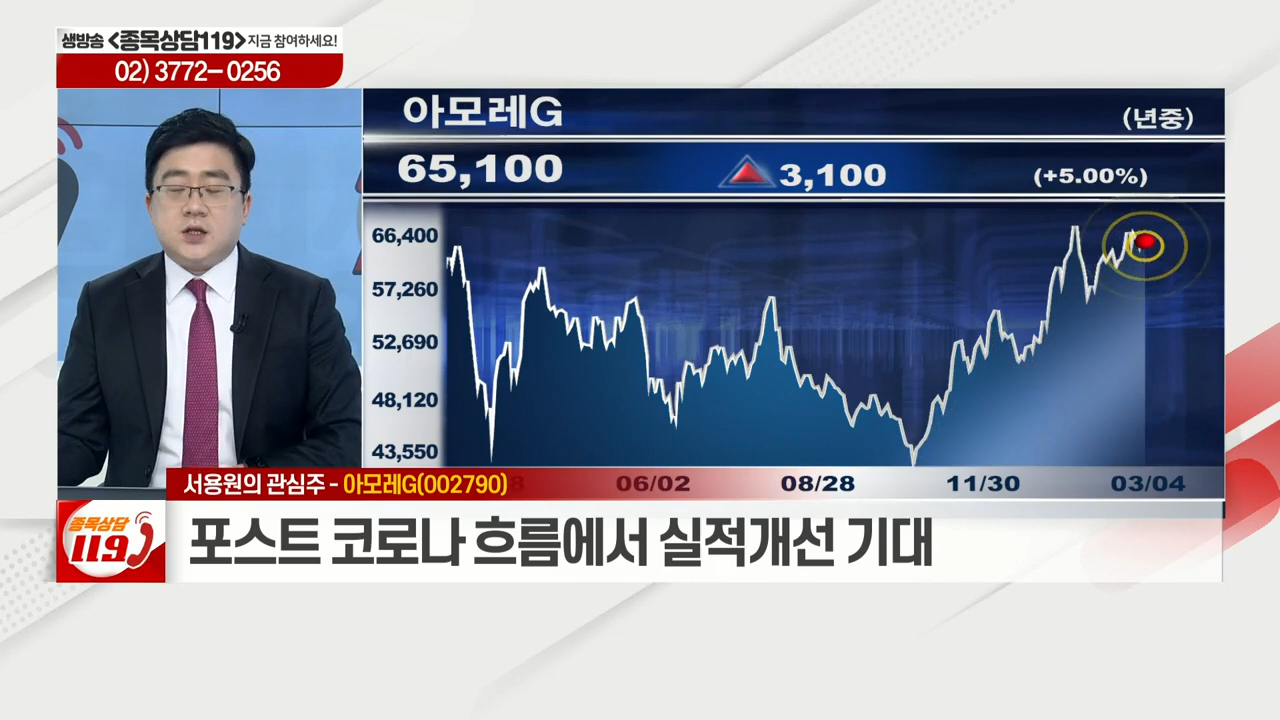 생방송 <종목상담119> 지금 참여하세요!
02) 3772-0256
아모레G
(년중)
65,100
3,100
(+5.00%)
66,400
57,260
52,690
48,120
43,550
06/02
08/28
11/30
03/04
서용원의 관심주 - 아모레G(002790)
종목상담
119
포스트 코로나 흐름에서 실적개선 기대